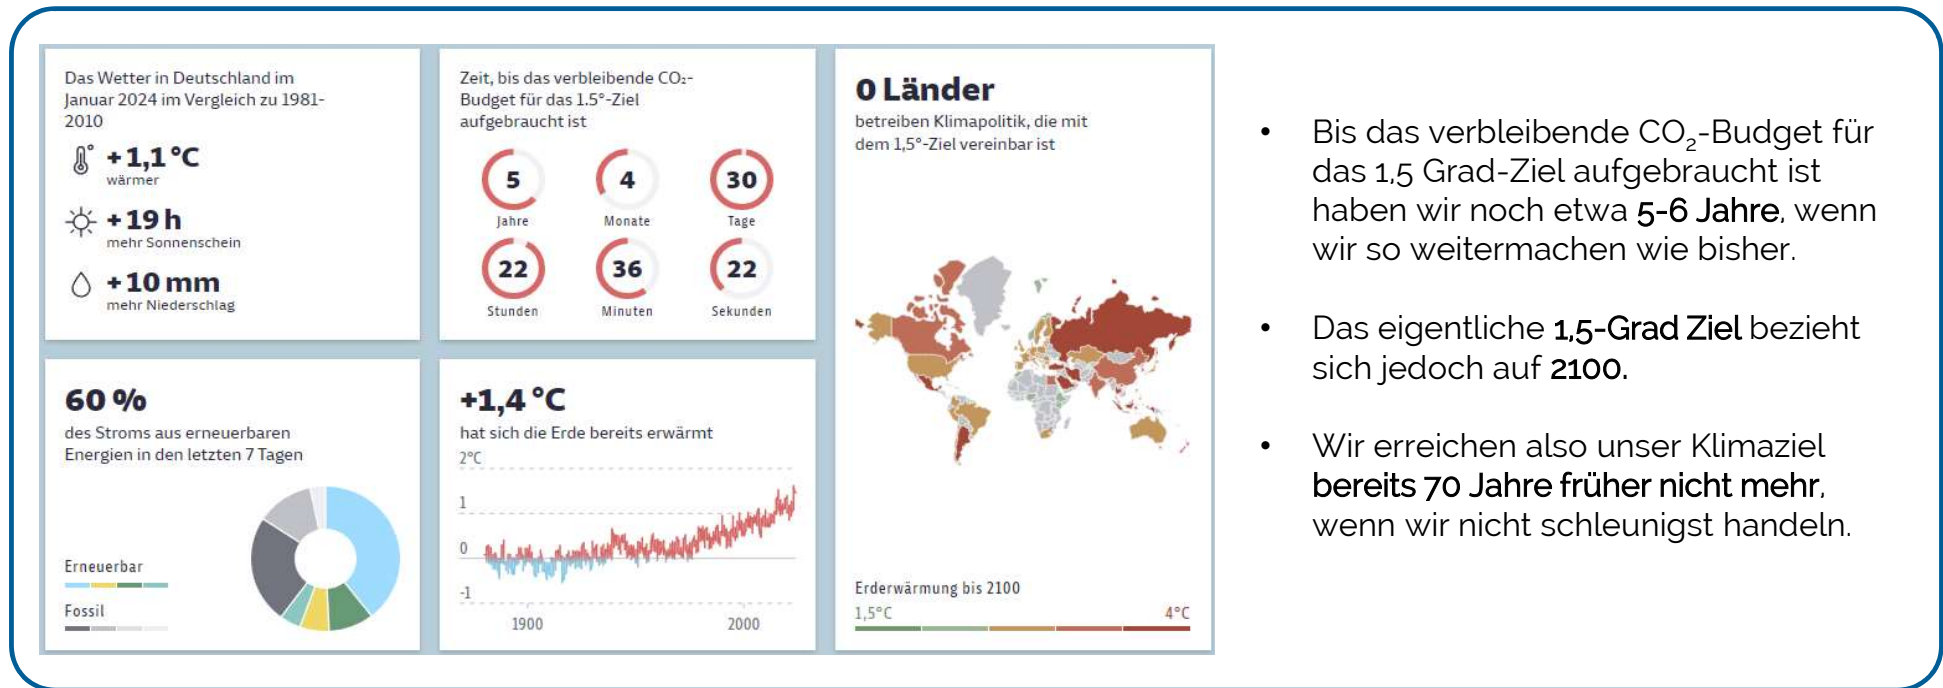 Das Wetter in Deutschland im
Januar 2024 im Vergleich zu 1981-
2010
+1,1 °C
wärmer
+19 h
mehr Sonnenschein
+10 mm
mehr Niederschlag
Zeit, bis das verbleibende CO₂-
Budget für das 1.5°-Ziel
aufgebraucht ist
5
4
30
Jahre
Monate
Tage
22
36
22
Stunden
Minuten
Sekunden
0 Länder
betreiben Klimapolitik, die mit
dem 1,5°-Ziel vereinbar ist
Erderwärmung bis 2100
1,5°C
4°C
60 %
des Stroms aus erneuerbaren
Energien in den letzten 7 Tagen
Erneuerbar
Fossil
+1,4 °C
hat sich die Erde bereits erwärmt
2°C
1
0
-1
1900
2000
• Bis das verbleibende CO₂-Budget für
das 1,5 Grad-Ziel aufgebraucht ist
haben wir noch etwa 5-6 Jahre, wenn
wir so weitermachen wie bisher.
• Das eigentliche 1,5-Grad Ziel bezieht
sich jedoch auf 2100.
• Wir erreichen also unser Klimaziel
bereits 70 Jahre früher nicht mehr,
wenn wir nicht schleunigst handeln.